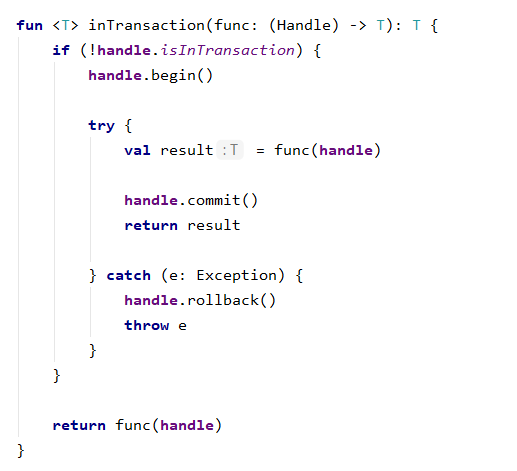 fun <T> inTransaction(func: (Handle) -> T): T {
    if (!handle.isInTransaction) {
        handle.begin()

        try {
            val result :T = func(handle)

            handle.commit()
            return result

        } catch (e: Exception) {
            handle.rollback()
            throw e
        }
    }

    return func(handle)
}